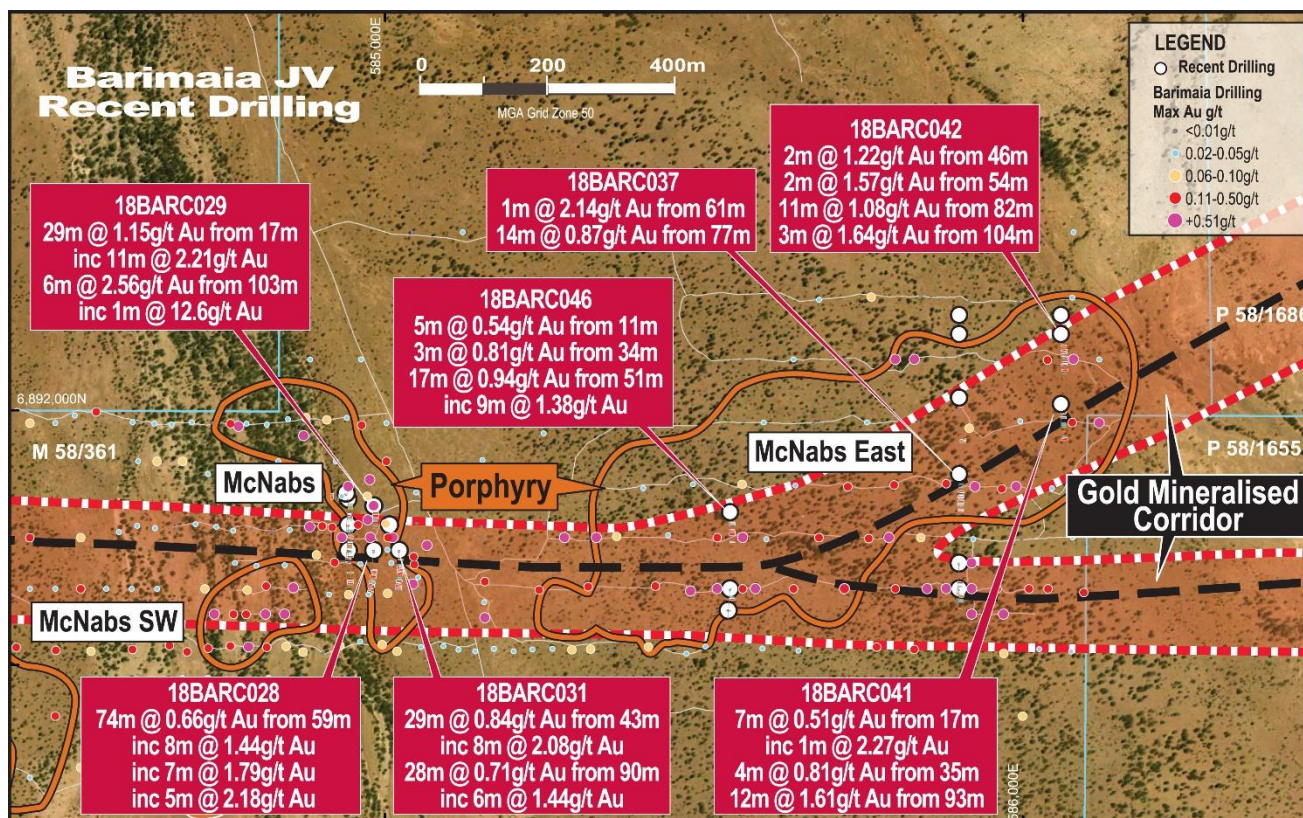 Barimaia JV
Recent Drilling
585,000E
0 200 400m
MGA Grid Zone 50
LEGEND
Recent Drilling
Barimaia Drilling
Max Au g/t
<0.01g/t
0.02-0.05g/t
0.06-0.10g/t
0.11-0.50g/t
+0.51g/t
18BARC042
2m @ 1.22g/t Au from 46m
2m @ 1.57g/t Au from 54m
11m @ 1.08g/t Au from 82m
3m @ 1.64g/t Au from 104m
18BARC037
1m @ 2.14g/t Au from 61m
14m @ 0.87g/t Au from 77m
18BARC029
29m @ 1.15g/t Au from 17m
inc 11m @ 2.21g/t Au
6m @ 2.56g/t Au from 103m
inc 1m @ 12.6g/t Au
18BARC046
5m @ 0.54g/t Au from 11m
3m @ 0.81g/t Au from 34m
17m @ 0.94g/t Au from 51m
inc 9m @ 1.38g/t Au
P 58/1686
6,892,000N
M 58/361
McNabs East
P 58/1655
McNabs
Porphyry
Gold Mineralised
Corridor
McNabs SW
18BARC028
74m @ 0.66g/t Au from 59m
inc 8m @ 1.44g/t Au
inc 7m @ 1.79g/t Au
inc 5m @ 2.18g/t Au
18BARC031
29m @ 0.84g/t Au from 43m
inc 8m @ 2.08g/t Au
28m @ 0.71g/t Au from 90m
inc 6m @ 1.44g/t Au
18BARC041
7m @ 0.51g/t Au from 17m
inc 1m @ 2.27g/t Au
4m @ 0.81g/t Au from 35m
12m @ 1.61g/t Au from 93m
586,000E